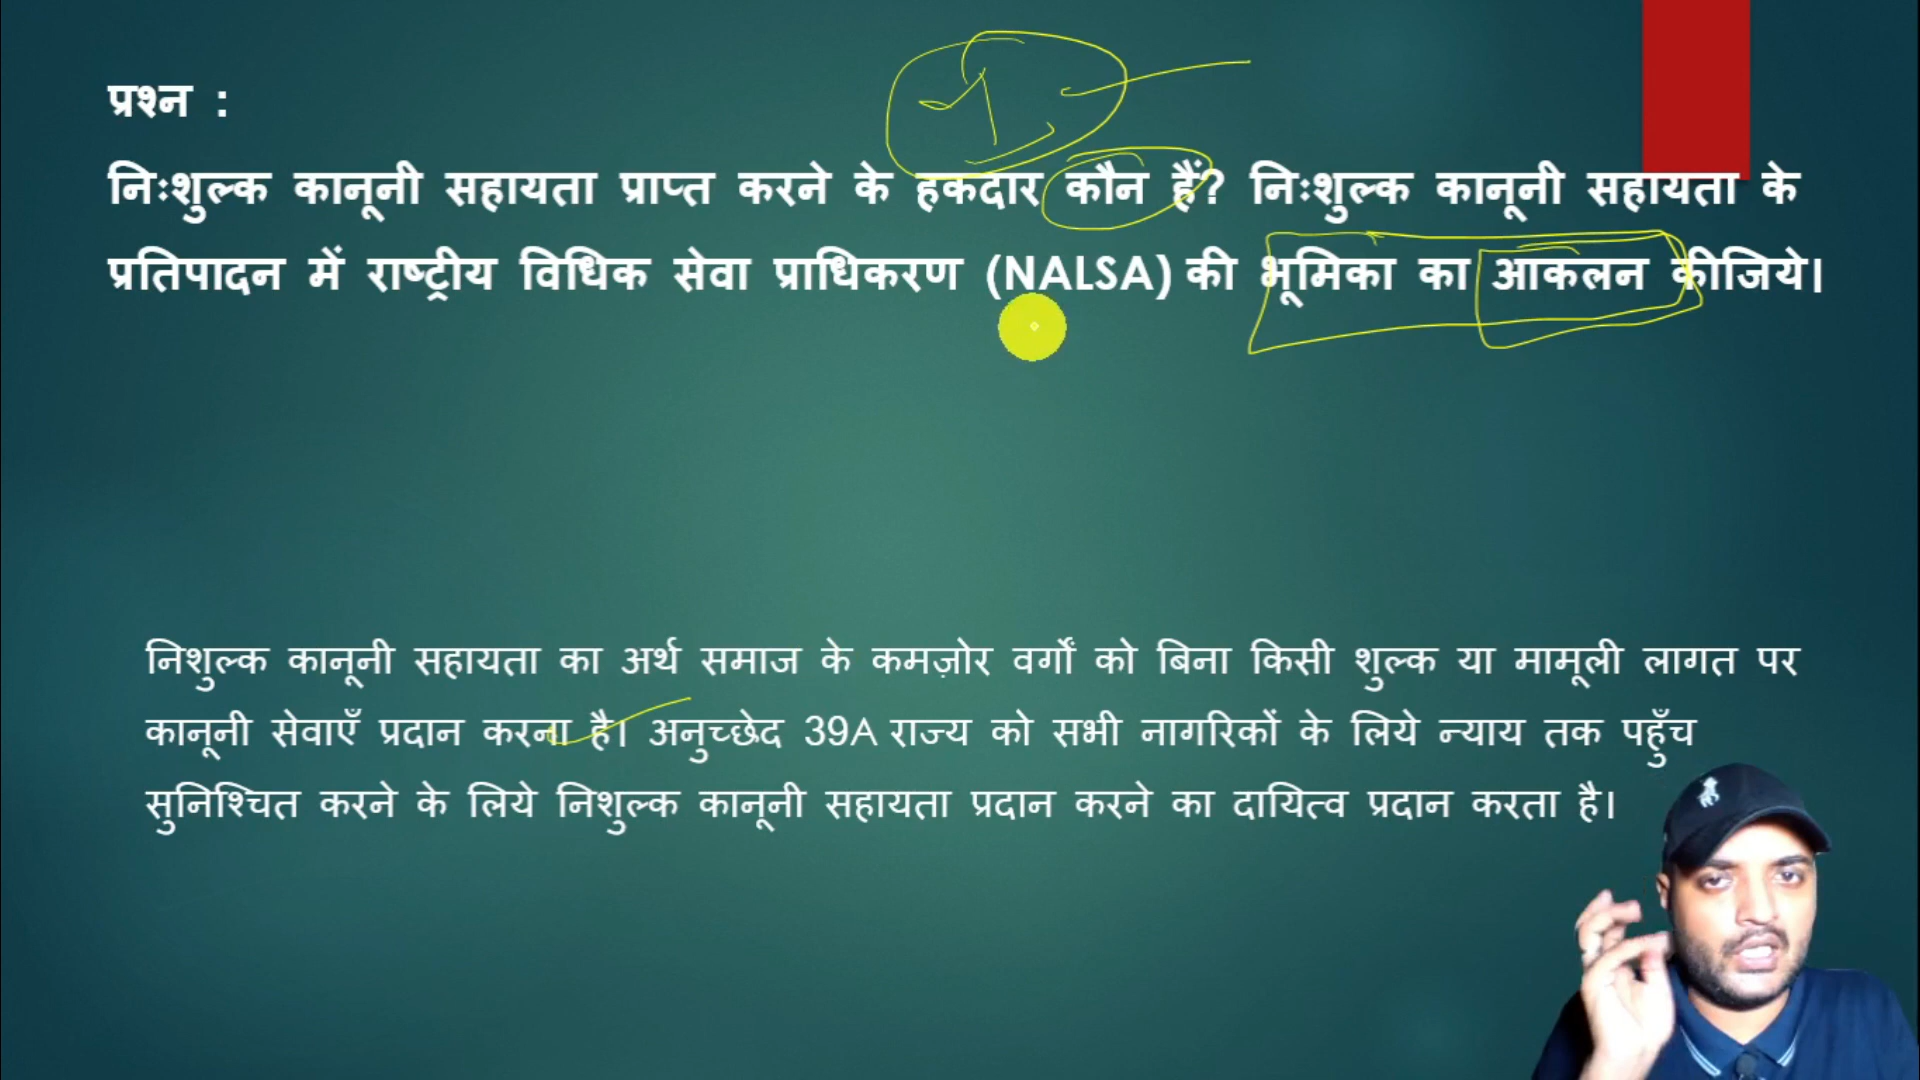 प्रश्न :
निःशुल्क कानूनी सहायता प्राप्त करने के हकदार कौन हैं? निःशुल्क कानूनी सहायता के
प्रतिपादन में राष्ट्रीय विधिक सेवा प्राधिकरण (NALSA) की भूमिका का आकलन कीजिये।
निशुल्क कानूनी सहायता का अर्थ समाज के कमज़ोर वर्गों को बिना किसी शुल्क या मामूली लागत पर
कानूनी सेवाएँ प्रदान करना है। अनुच्छेद 39A राज्य को सभी नागरिकों के लिये न्याय तक पहुँच
सुनिश्चित करने के लिये निशुल्क कानूनी सहायता प्रदान करने का दायित्व प्रदान करता है।